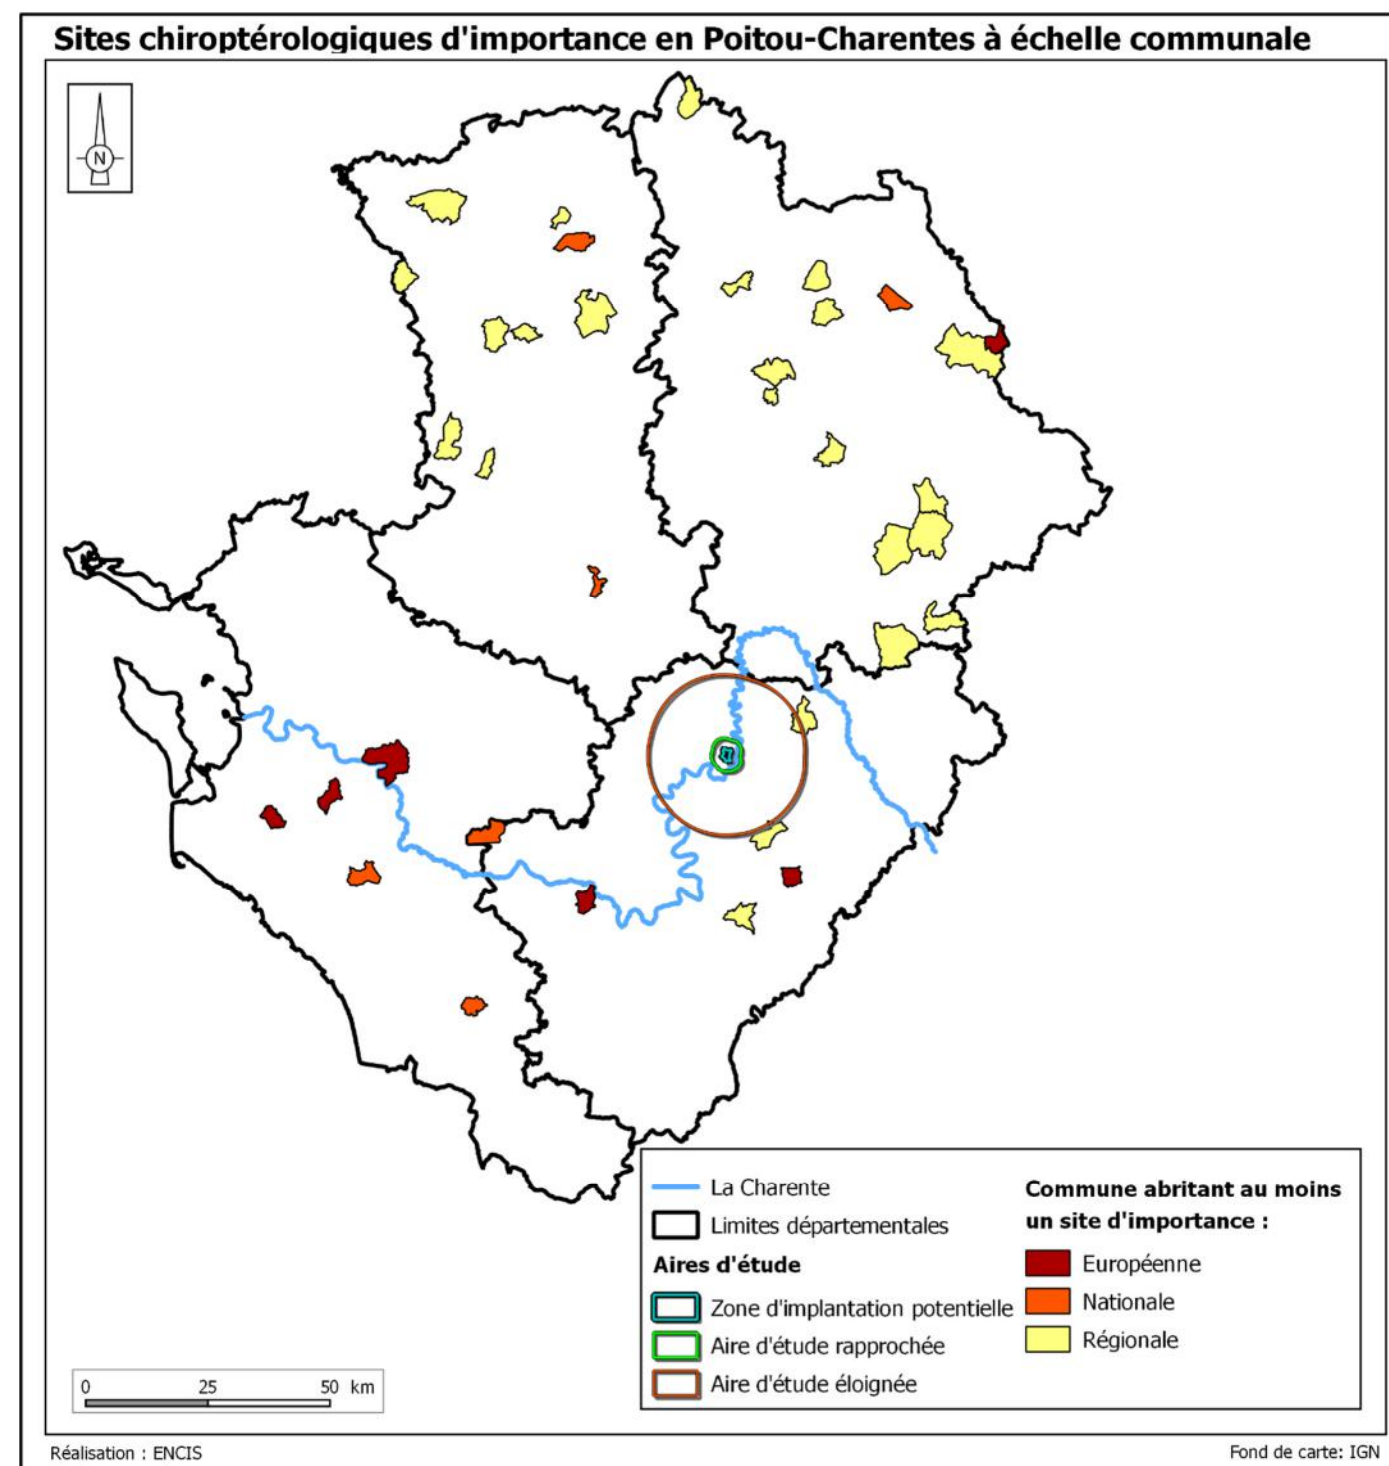 Sites chiroptérologiques d'importance en Poitou-Charentes à échelle communale
N
La Charente
Limites départementales
Aires d'étude
Zone d'implantation potentielle
Aire d'étude rapprochée
Aire d'étude éloignée
Commune abritant au moins
un site d'importance :
Européenne
Nationale
Régionale
0 25 50 km
Réalisation : ENCIS
Fond de carte: IGN